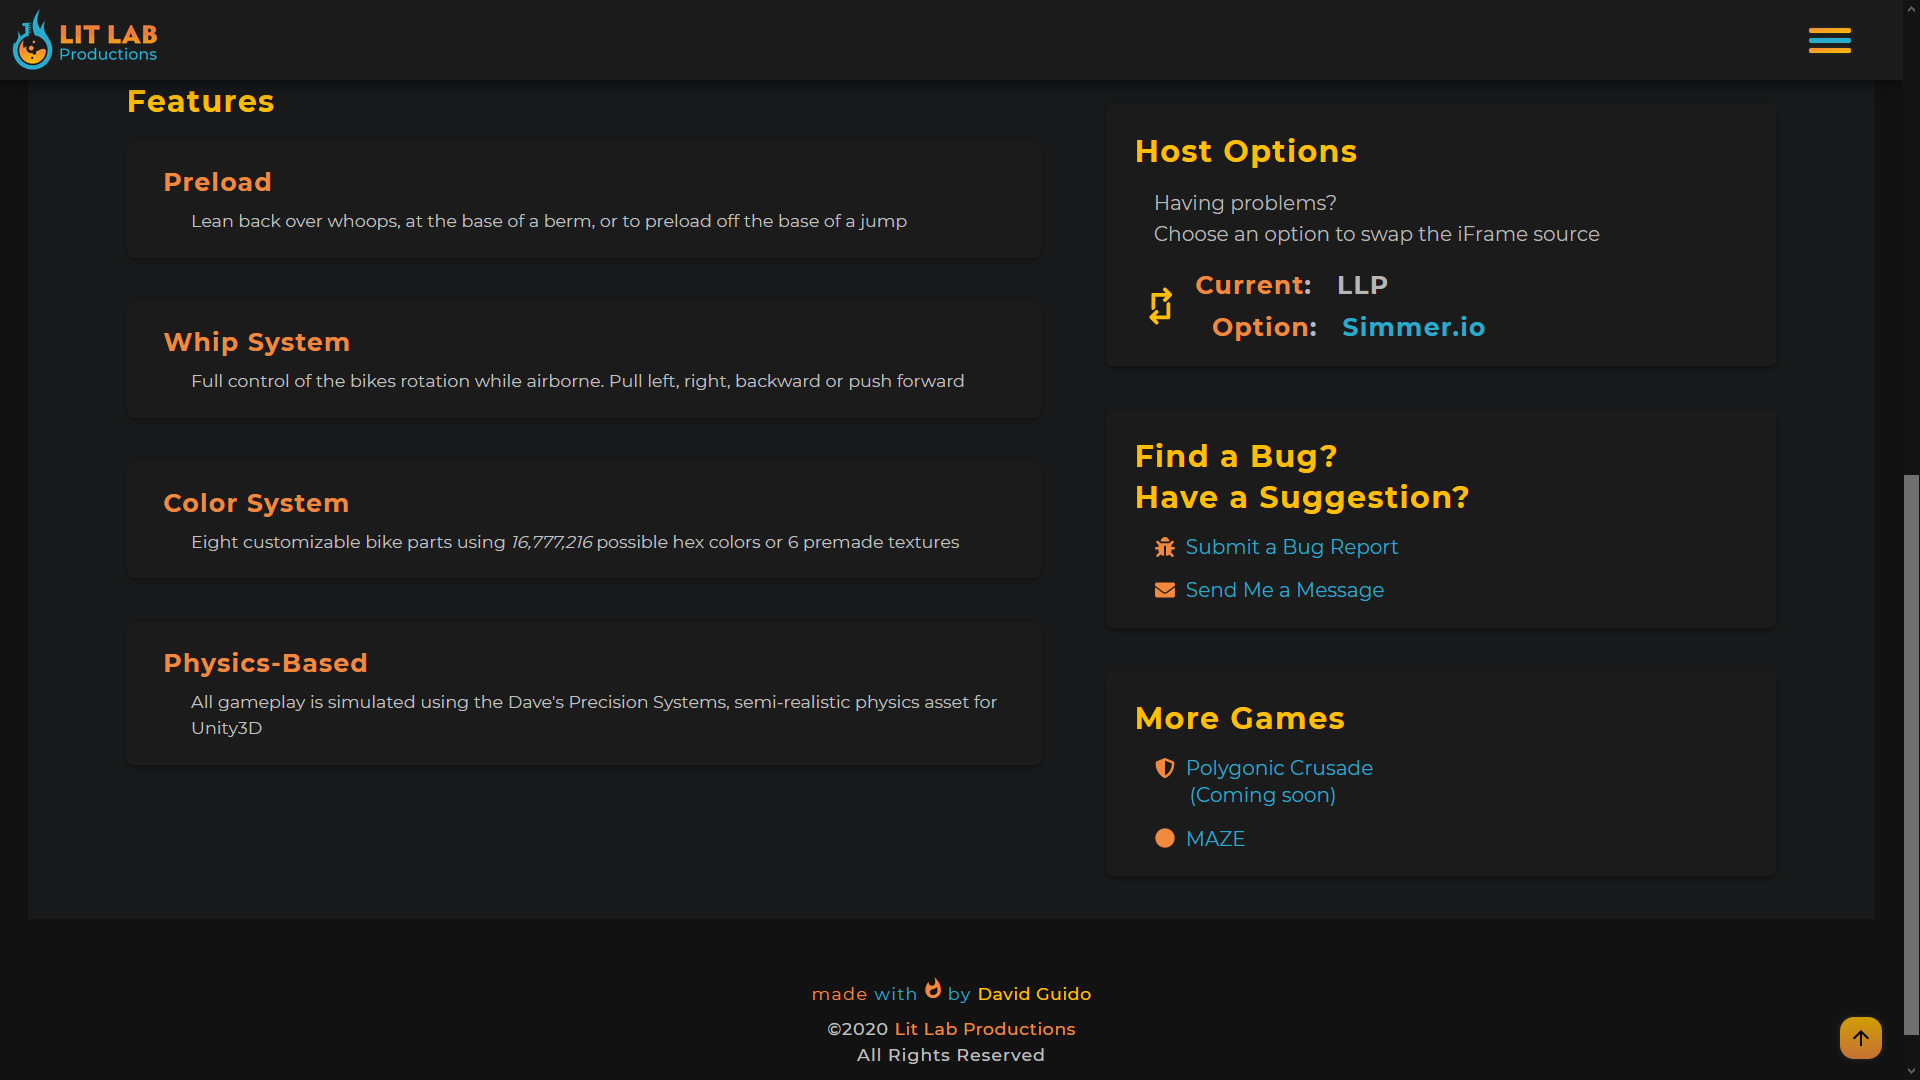 LIT LAB
Productions
Features
Preload
Lean back over whoops, at the base of a berm, or to preload off the base of a jump
Whip System
Full control of the bikes rotation while airborne. Pull left, right, backward or push forward
Color System
Eight customizable bike parts using 16,777,216 possible hex colors or 6 premade textures
Physics-Based
All gameplay is simulated using the Dave's Precision Systems, semi-realistic physics asset for
Unity3D
Host Options
Having problems?
Choose an option to swap the iFrame source
Current: LLP
Option: Simmer.io
Find a Bug?
Have a Suggestion?
Submit a Bug Report
Send Me a Message
More Games
Polygonic Crusade
(Coming soon)
MAZE
made with by David Guido
©2020 Lit Lab Productions
All Rights Reserved